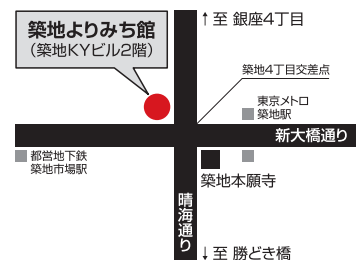 ↑至 銀座4丁目
築地よりみち館
(築地KYビル2階)
築地4丁目交差点
東京メトロ
築地駅
新大橋通り
都営地下鉄
築地市場駅
築地本願寺
晴海通り
↓至 勝どき橋